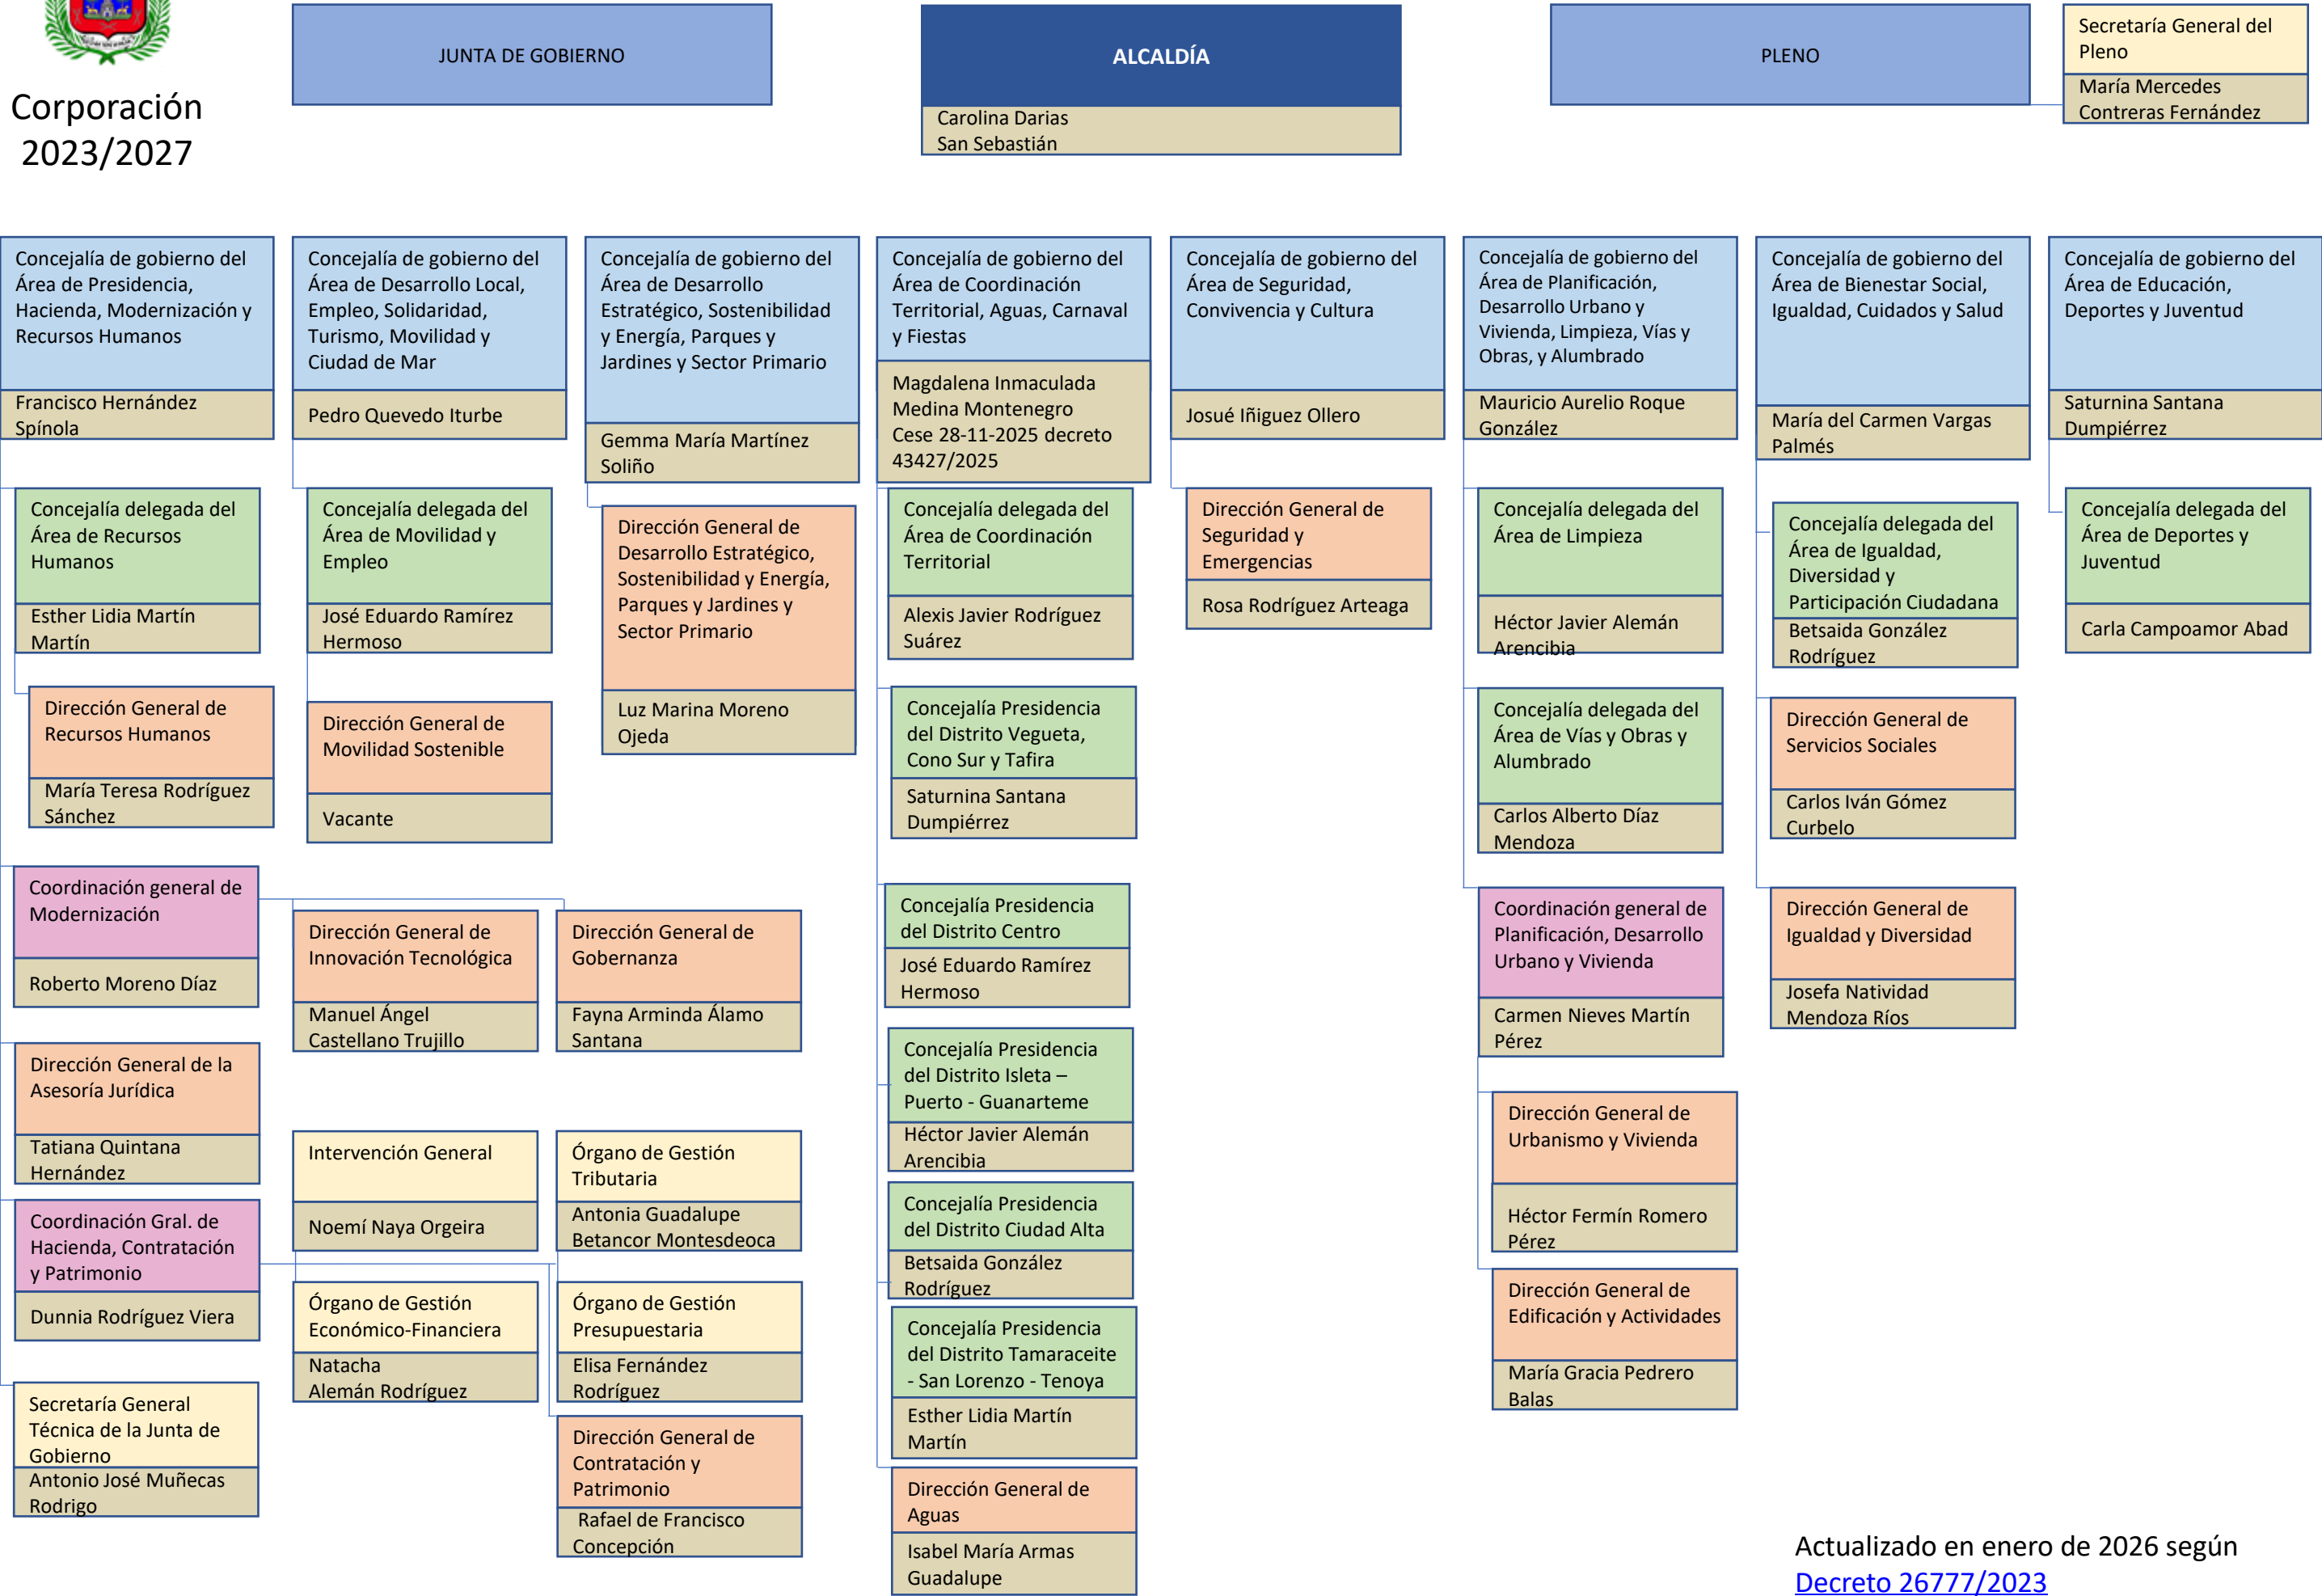 Corporación
2023/2027
JUNTA DE GOBIERNO
ALCALDÍA
Carolina Darias
San Sebastián
PLENO
Secretaría General del
Pleno
María Mercedes
Contreras Fernández
Concejalía de gobierno del
Área de Presidencia,
Hacienda, Modernización y
Recursos Humanos
Francisco Hernández
Spínola
Concejalía delegada del
Área de Recursos
Humanos
Esther Lidia Martín
Martín
Dirección General de
Recursos Humanos
María Teresa Rodríguez
Sánchez
Coordinación general de
Modernización
Roberto Moreno Díaz
Dirección General de
Innovación Tecnológica
Manuel Ángel
Castellano Trujillo
Dirección General de
Gobernanza
Fayna Arminda Álamo
Santana
Dirección General de la
Asesoría Jurídica
Tatiana Quintana
Hernández
Coordinación Gral. de
Hacienda, Contratación
y Patrimonio
Dunnia Rodríguez Viera
Intervención General
Noemí Naya Orgeira
Órgano de Gestión
Tributaria
Antonia Guadalupe
Betancor Montesdeoca
Órgano de Gestión
Económico-Financiera
Natacha
Alemán Rodríguez
Órgano de Gestión
Presupuestaria
Elisa Fernández
Rodríguez
Dirección General de
Contratación y
Patrimonio
Rafael de Francisco
Concepción
Secretaría General
Técnica de la Junta de
Gobierno
Antonio José Muñecas
Rodrigo
Concejalía de gobierno del
Área de Desarrollo Local,
Empleo, Solidaridad,
Turismo, Movilidad y
Ciudad de Mar
Pedro Quevedo Iturbe
Concejalía delegada del
Área de Movilidad y
Empleo
José Eduardo Ramírez
Hermoso
Dirección General de
Movilidad Sostenible
Vacante
Concejalía de gobierno del
Área de Desarrollo
Estratégico, Sostenibilidad
y Energía, Parques y
Jardines y Sector Primario
Gemma María Martínez
Soliño
Dirección General de
Desarrollo Estratégico,
Sostenibilidad y Energía,
Parques y Jardines y
Sector Primario
Luz Marina Moreno
Ojeda
Concejalía de gobierno del
Área de Coordinación
Territorial, Aguas, Carnaval
y Fiestas
Magdalena Inmaculada
Medina Montenegro
Cese 28-11-2025 decreto
43427/2025
Concejalía delegada del
Área de Coordinación
Territorial
Alexis Javier Rodríguez
Suárez
Concejalía Presidencia
del Distrito Vegueta,
Cono Sur y Tafira
Saturnina Santana
Dumpiérrez
Concejalía Presidencia
del Distrito Centro
José Eduardo Ramírez
Hermoso
Concejalía Presidencia
del Distrito Isleta –
Puerto - Guanarteme
Héctor Javier Alemán
Arencibia
Concejalía Presidencia
del Distrito Ciudad Alta
Betsaida González
Rodríguez
Concejalía Presidencia
del Distrito Tamaraceite
- San Lorenzo - Tenoya
Esther Lidia Martín
Martín
Dirección General de
Aguas
Isabel María Armas
Guadalupe
Concejalía de gobierno del
Área de Seguridad,
Convivencia y Cultura
Josué Iñiguez Ollero
Dirección General de
Seguridad y
Emergencias
Rosa Rodríguez Arteaga
Concejalía de gobierno del
Área de Planificación,
Desarrollo Urbano y
Vivienda, Limpieza, Vías y
Obras, y Alumbrado
Mauricio Aurelio Roque
González
Concejalía delegada del
Área de Limpieza
Héctor Javier Alemán
Arencibia
Concejalía delegada del
Área de Vías y Obras y
Alumbrado
Carlos Alberto Díaz
Mendoza
Coordinación general de
Planificación, Desarrollo
Urbano y Vivienda
Carmen Nieves Martín
Pérez
Dirección General de
Urbanismo y Vivienda
Héctor Fermín Romero
Pérez
Dirección General de
Edificación y Actividades
María Gracia Pedrero
Balas
Concejalía de gobierno del
Área de Bienestar Social,
Igualdad, Cuidados y Salud
María del Carmen Vargas
Palmés
Concejalía delegada del
Área de Igualdad,
Diversidad y
Participación Ciudadana
Betsaida González
Rodríguez
Dirección General de
Servicios Sociales
Carlos Iván Gómez
Curbelo
Dirección General de
Igualdad y Diversidad
Josefa Natividad
Mendoza Ríos
Concejalía de gobierno del
Área de Educación,
Deportes y Juventud
Saturnina Santana
Dumpiérrez
Concejalía delegada del
Área de Deportes y
Juventud
Carla Campoamor Abad
Actualizado en enero de 2026 según
Decreto 26777/2023